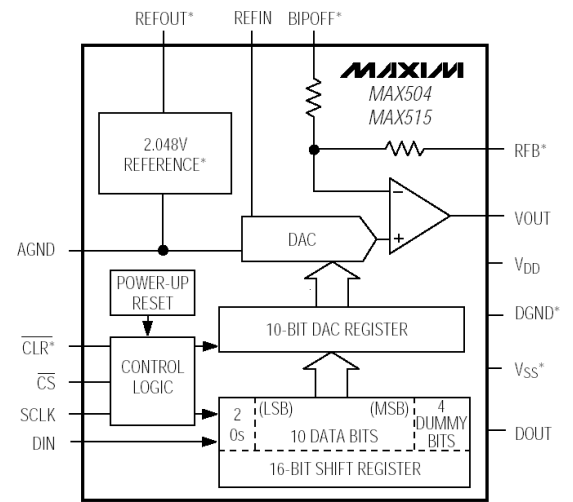 REFOUT* REFIN BIPOFF*
MAXIM
MAX504
MAX515
2.048V
REFERENCE*
RFB*
−
VOUT
AGND
DAC
+
VDD
POWER-UP
RESET
DGND*
10-BIT DAC REGISTER
CLR*
CONTROL
LOGIC
CS
VSS*
SCLK
2
0s
(LSB) (MSB)
10 DATA BITS
4
DUMMY
BITS
DOUT
DIN
16-BIT SHIFT REGISTER